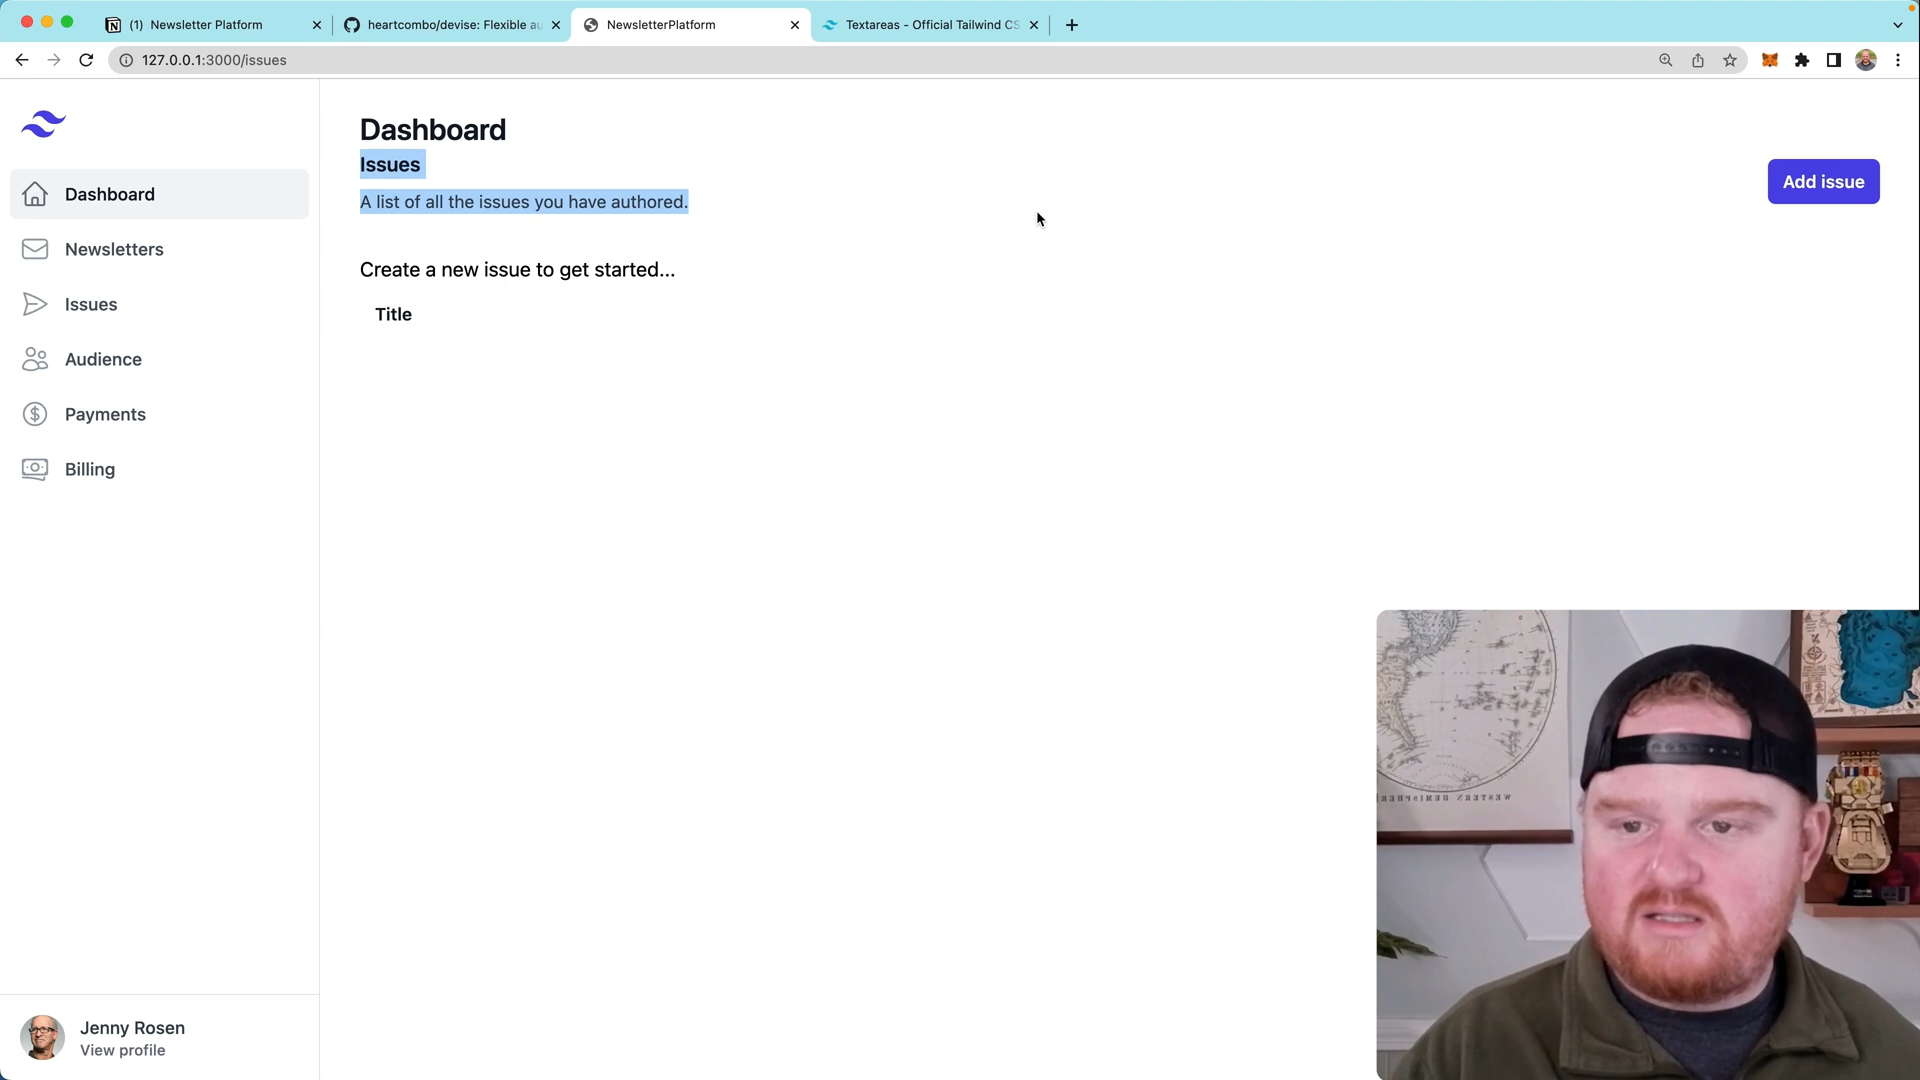 (1) Newsletter Platform
heartcombo/devise: Flexible au
NewsletterPlatform
Textareas - Official Tailwind CS
127.0.0.1:3000/issues
Dashboard
Newsletters
Issues
Audience
Payments
Billing
Jenny Rosen
View profile
Dashboard
Issues
A list of all the issues you have authored.
Add issue
Create a new issue to get started...
Title
WESTERN HEMISPHERE